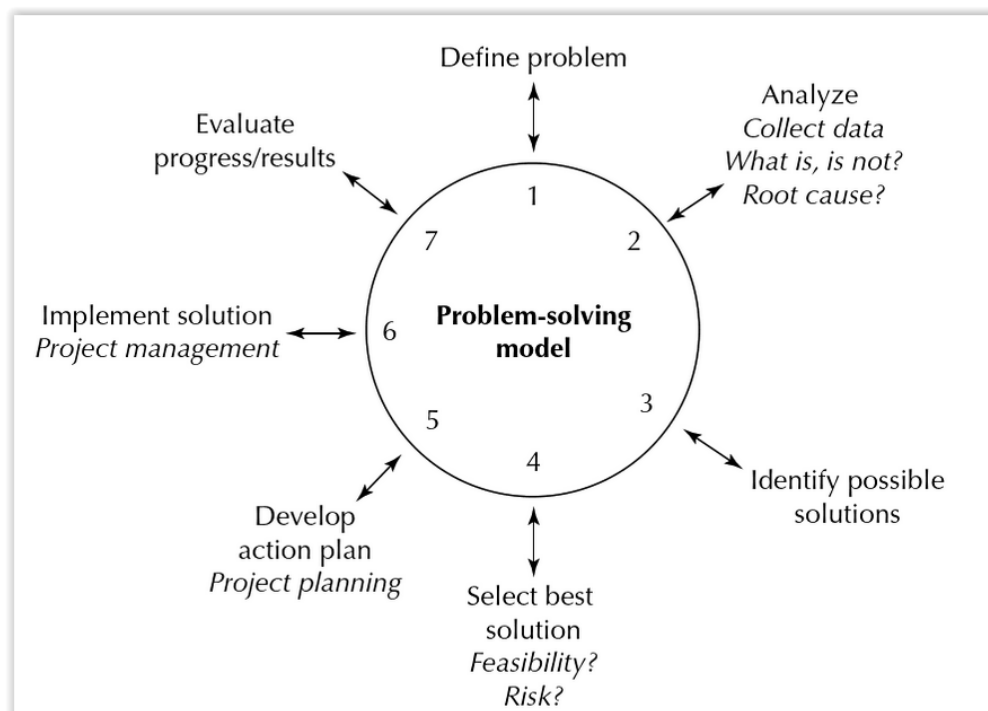 Define problem
Analyze
Collect data
What is, is not?
Root cause?
Evaluate
progress/results
1
2
7
Implement solution
Project management
6
Problem-solving
model
3
5
4
Identify possible
solutions
Develop
action plan
Project planning
Select best
solution
Feasibility?
Risk?